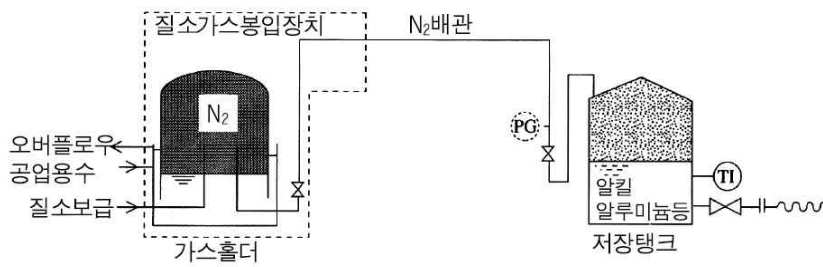 질소가스봉입장치
N₂배관
N₂
오버플로우
공업용수
질소보급
가스홀더
PG
TI
알킬
알루미늄등
저장탱크